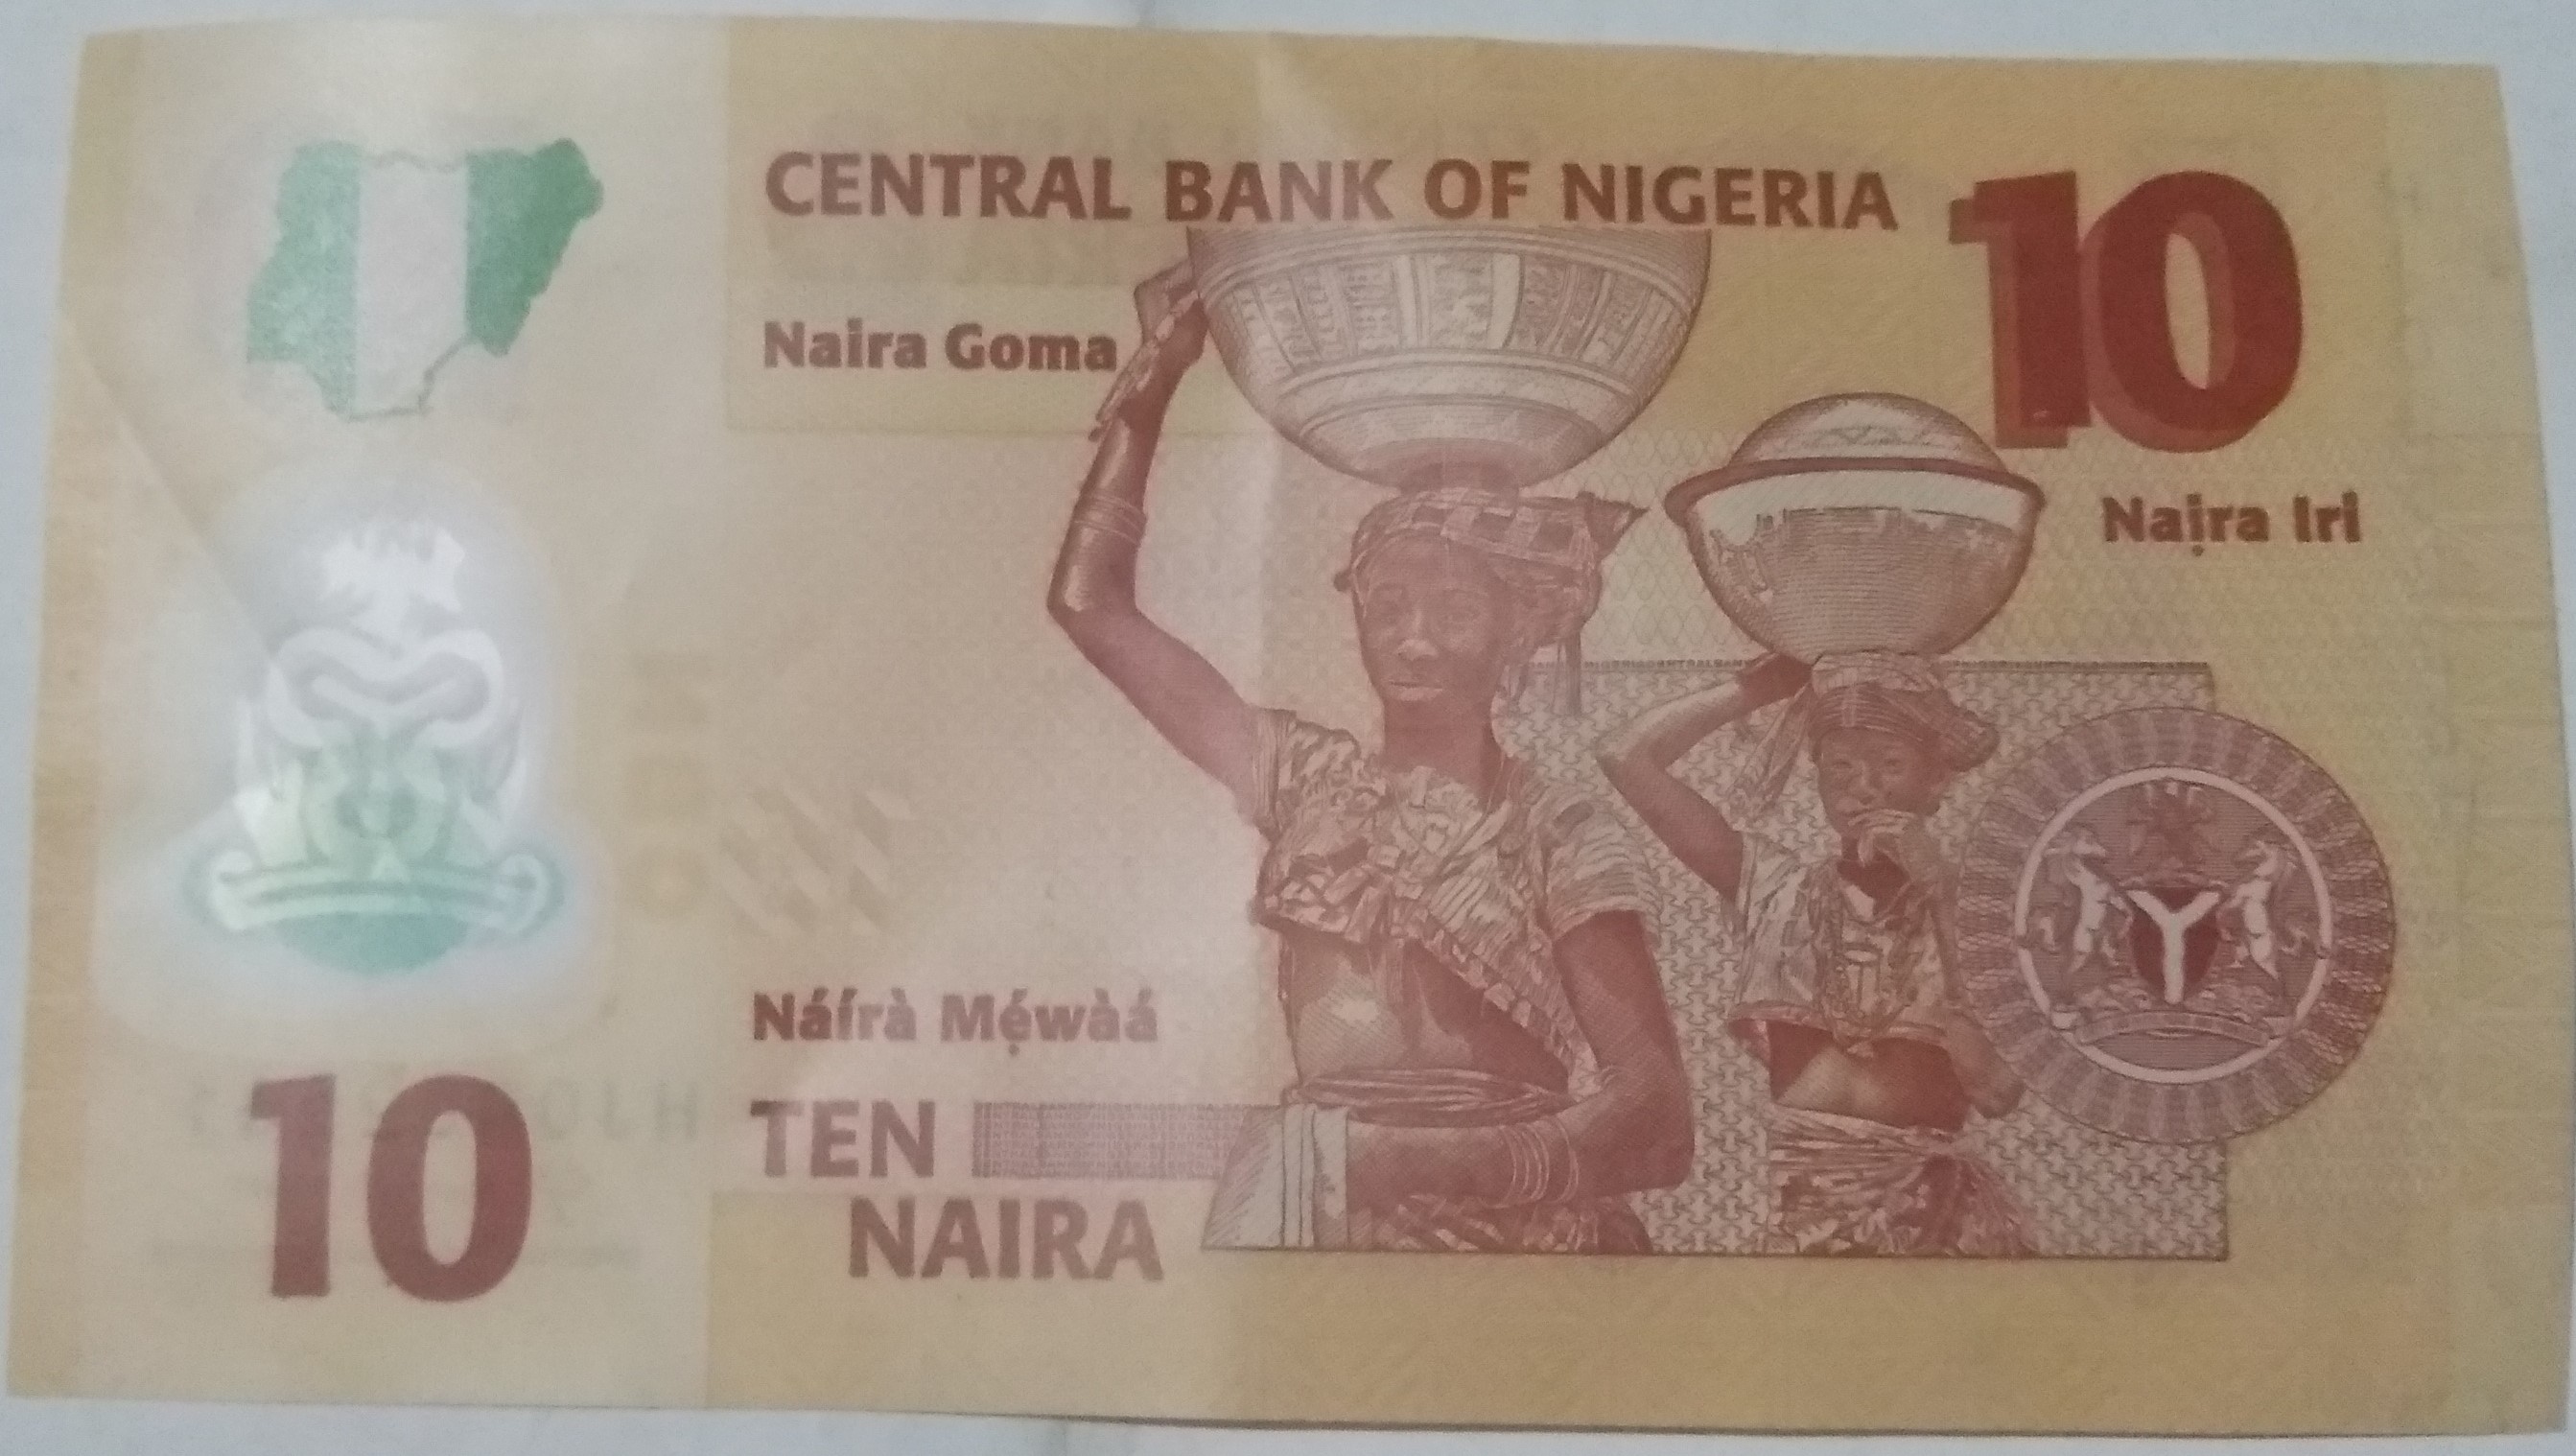 CENTRAL BANK OF NIGERIA
10
Naira Goma
Naịra Iri
Náírà Mẹ́wàá
10
TEN
NAIRA